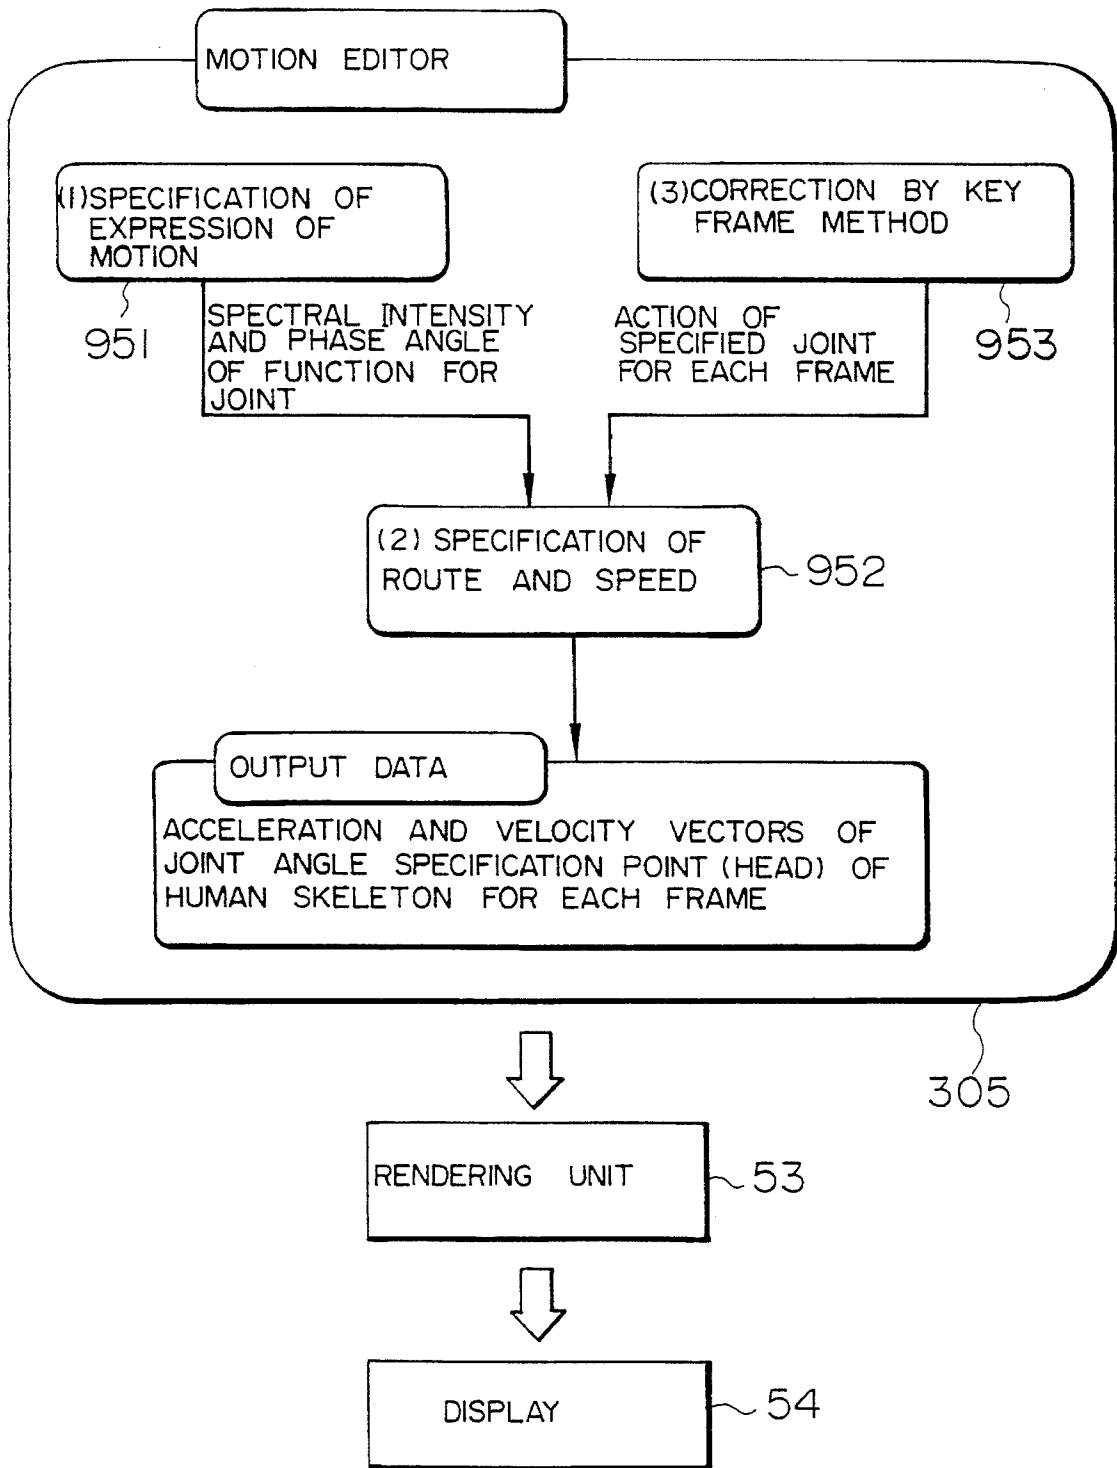 MOTION EDITOR
(1) SPECIFICATION OF
EXPRESSION OF
MOTION
951
(3) CORRECTION BY KEY
FRAME METHOD
953
SPECTRAL INTENSITY
AND PHASE ANGLE
OF FUNCTION FOR
JOINT
ACTION OF
SPECIFIED JOINT
FOR EACH FRAME
(2) SPECIFICATION OF
ROUTE AND SPEED
952
OUTPUT DATA
ACCELERATION AND VELOCITY VECTORS OF
JOINT ANGLE SPECIFICATION POINT (HEAD) OF
HUMAN SKELETON FOR EACH FRAME
305
RENDERING UNIT
53
DISPLAY
54